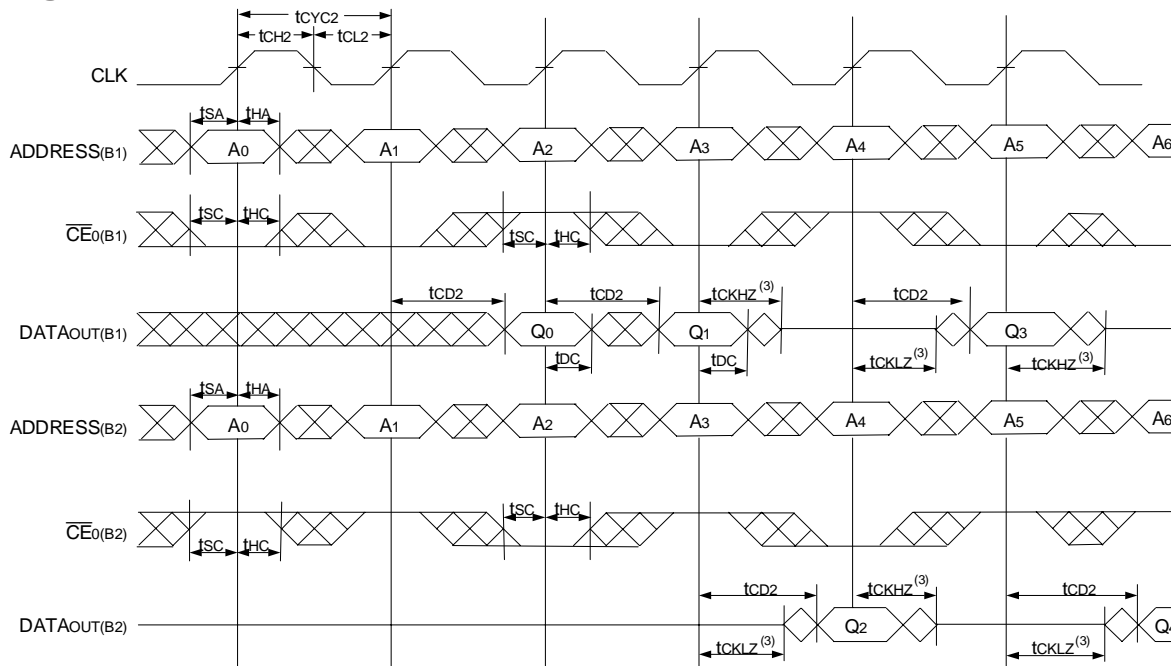 tCYC2
tCH2 tCL2
CLK
tSA tHA
ADDRESS(B1) A0 A1 A2 A3 A4 A5 A6
tSC tHC
CE0(B1)
tSC tHC
tCD2 tCD2 tCKHZ(3) tCD2
DATAOUT(B1) Q0 Q1 Q3
tDC tDC tCKLZ(3) tCKHZ(3)
tSA tHA
ADDRESS(B2) A0 A1 A2 A3 A4 A5 A6
tSC tHC
CE0(B2)
tSC tHC
tCD2 tCKHZ(3) tCD2
DATAOUT(B2) Q2
tCKLZ(3) tCKLZ(3)